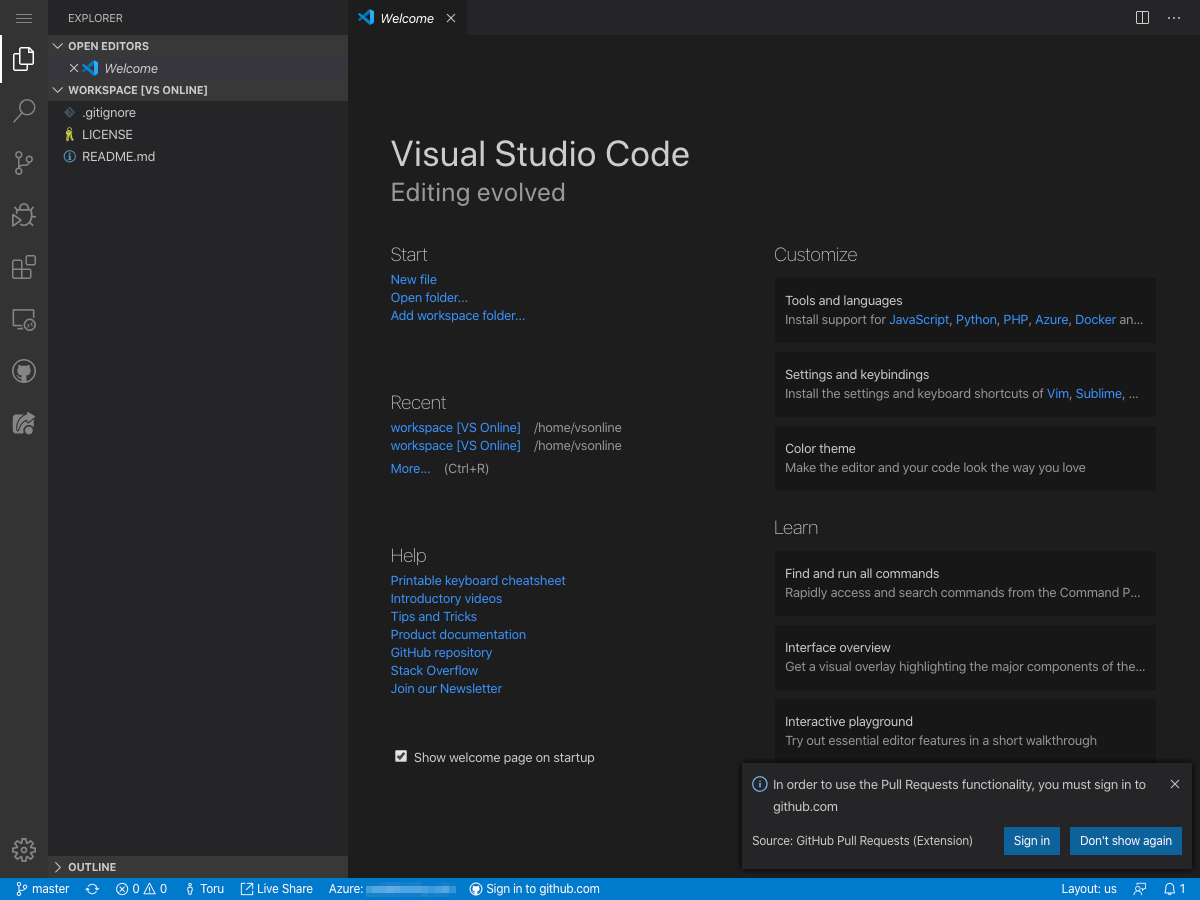 EXPLORER
OPEN EDITORS
Welcome
WORKSPACE [VS ONLINE]
.gitignore
LICENSE
README.md
OUTLINE
Welcome
Visual Studio Code
Editing evolved
Start
New file
Open folder...
Add workspace folder...
Recent
workspace [VS Online] /home/vsonline
workspace [VS Online] /home/vsonline
More... (Ctrl+R)
Help
Printable keyboard cheatsheet
Introductory videos
Tips and Tricks
Product documentation
GitHub repository
Stack Overflow
Join our Newsletter
Show welcome page on startup
Customize
Tools and languages
Install support for JavaScript, Python, PHP, Azure, Docker an...
Settings and keybindings
Install the settings and keyboard shortcuts of Vim, Sublime, ...
Color theme
Make the editor and your code look the way you love
Learn
Find and run all commands
Rapidly access and search commands from the Command P...
Interface overview
Get a visual overlay highlighting the major components of the...
Interactive playground
Try out essential editor features in a short walkthrough
In order to use the Pull Requests functionality, you must sign in to
github.com
Source: GitHub Pull Requests (Extension) Sign in Don't show again
master 0 0 Toru Live Share Azure: Sign in to github.com Layout: us 1